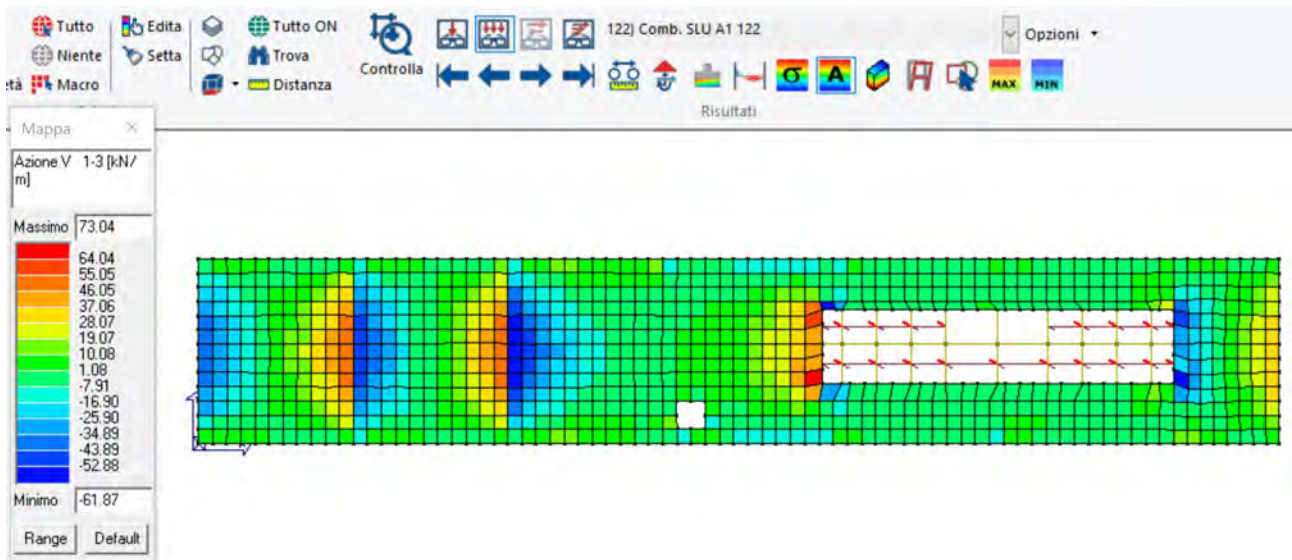 Tutto Edita Tutto ON 122) Comb. SLU A1 122 Opzioni
Niente Setta Trova Controlla
età Macro Distanza σ A MAX MIN
Risultati
Mappa
Azione V 1-3 [kN/
m]
Massimo 73.04
64.04
55.05
46.05
37.06
28.07
19.07
10.08
1.08
-7.91
-16.90
-25.90
-34.89
-43.89
-52.88
Minimo -61.87
Range Default